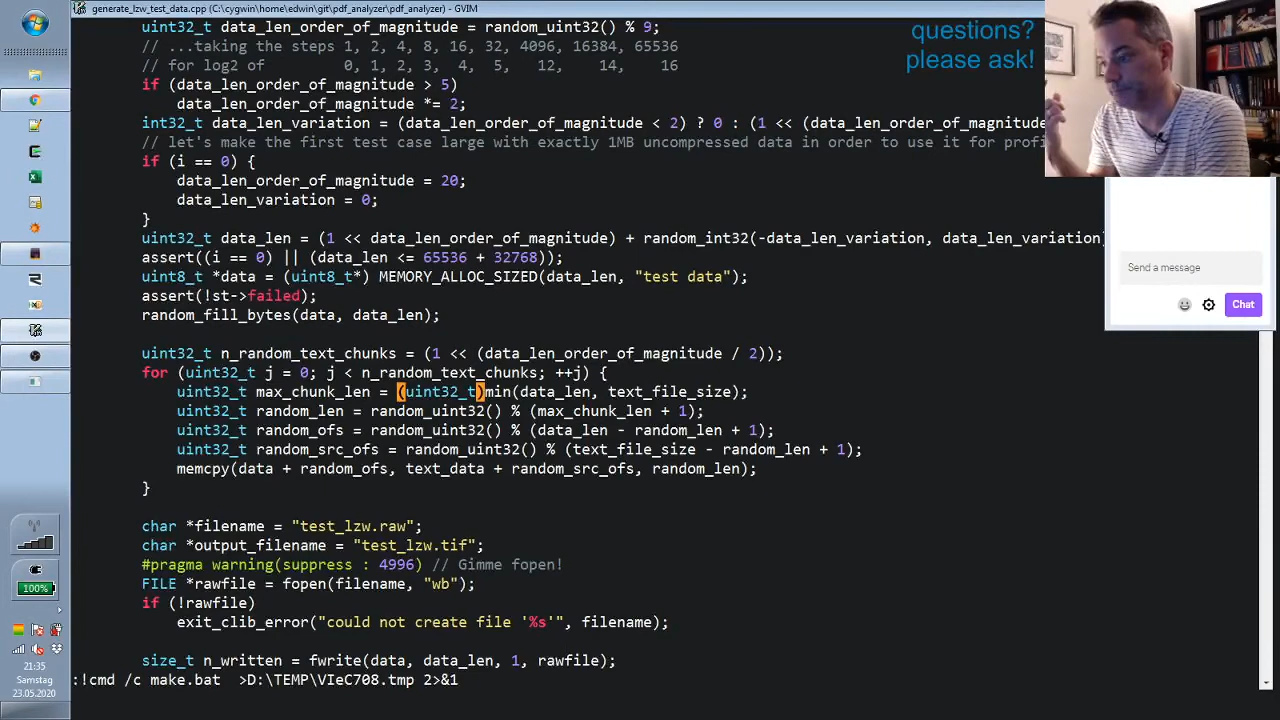 generate_lzw_test_data.cpp (C:\cygwin\home\edwin\git\pdf_analyzer\pdf_analyzer) - GVIM
uint32_t data_len_order_of_magnitude = random_uint32() % 9;
// ...taking the steps 1, 2, 4, 8, 16, 32, 4096, 16384, 65536
// for log2 of         0, 1, 2, 3,  4,  5,   12,    14,    16
if (data_len_order_of_magnitude > 5)
    data_len_order_of_magnitude *= 2;
int32_t data_len_variation = (data_len_order_of_magnitude < 2) ? 0 : (1 << (data_len_order_of_magnitude
// let's make the first test case large with exactly 1MB uncompressed data in order to use it for profi
if (i == 0) {
    data_len_order_of_magnitude = 20;
    data_len_variation = 0;
}
uint32_t data_len = (1 << data_len_order_of_magnitude) + random_int32(-data_len_variation, data_len_variation)
assert((i == 0) || (data_len <= 65536 + 32768));
uint8_t *data = (uint8_t*) MEMORY_ALLOC_SIZED(data_len, "test data");
assert(!st->failed);
random_fill_bytes(data, data_len);
uint32_t n_random_text_chunks = (1 << (data_len_order_of_magnitude / 2));
for (uint32_t j = 0; j < n_random_text_chunks; ++j) {
    uint32_t max_chunk_len = (uint32_t)min(data_len, text_file_size);
    uint32_t random_len = random_uint32() % (max_chunk_len + 1);
    uint32_t random_ofs = random_uint32() % (data_len - random_len + 1);
    uint32_t random_src_ofs = random_uint32() % (text_file_size - random_len + 1);
    memcpy(data + random_ofs, text_data + random_src_ofs, random_len);
}
char *filename = "test_lzw.raw";
char *output_filename = "test_lzw.tif";
#pragma warning(suppress : 4996) // Gimme fopen!
FILE *rawfile = fopen(filename, "wb");
if (!rawfile)
    exit_clib_error("could not create file '%s'", filename);
size_t n_written = fwrite(data, data_len, 1, rawfile);
:!cmd /c make.bat  >D:\TEMP\VIeC708.tmp 2>&1
questions?
please ask!
Send a message
Chat
100%
21:35
Samstag
23.05.2020